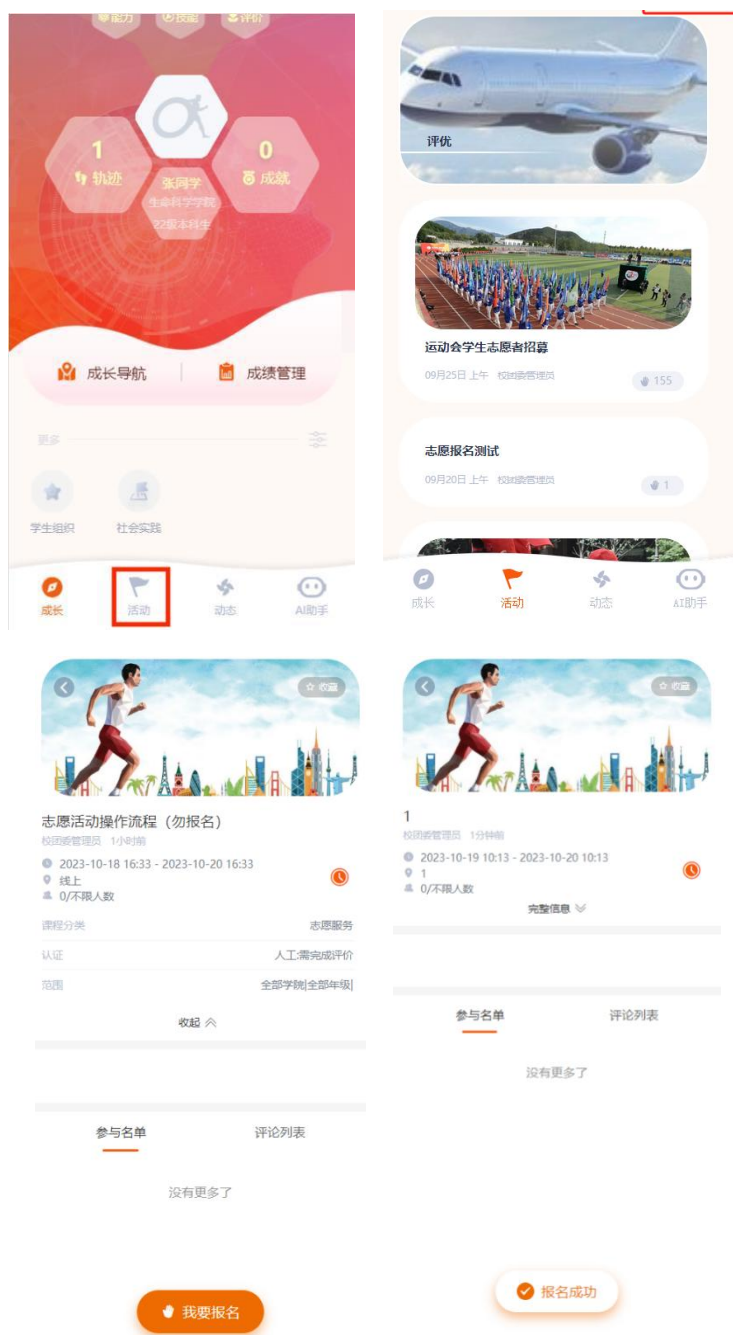 能力 技能 评价
1
轨迹
0
成就
张同学
生命科学学院
22级本科生
成长导航
成绩管理
更多
学生组织
社会实践
成长
活动
动态
AI助手
评优
运动会学生志愿者招募
09月25日 上午 校团委管理员
155
志愿报名测试
09月20日 上午 校团委管理员
1
成长
活动
动态
AI助手
收藏
志愿活动操作流程（勿报名）
校团委管理员 1小时前
2023-10-18 16:33 - 2023-10-20 16:33
线上
0/不限人数
课程分类 志愿服务
认证 人工:需完成评价
范围 全部学院|全部年级|
收起
参与名单 评论列表
没有更多了
我要报名
收藏
1
校团委管理员 1分钟前
2023-10-19 10:13 - 2023-10-20 10:13
1
0/不限人数
完整信息
参与名单 评论列表
没有更多了
报名成功